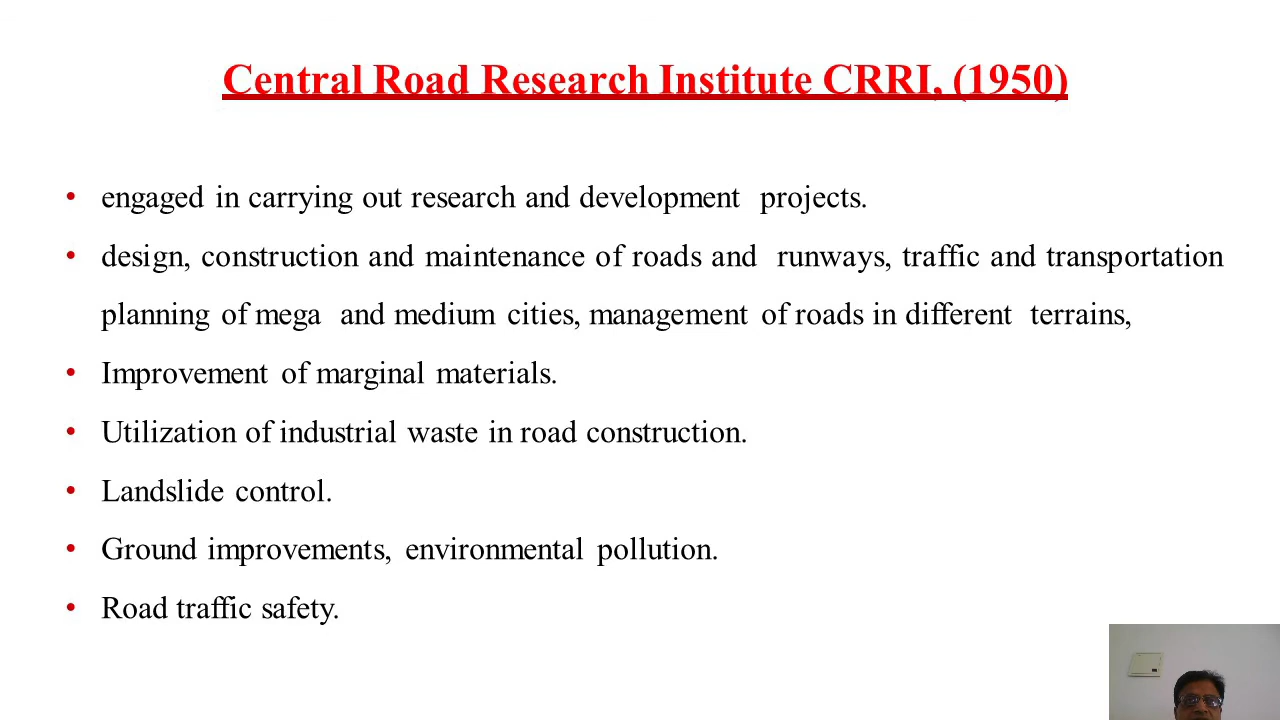 Central Road Research Institute CRRI, (1950)
• engaged in carrying out research and development projects.
• design, construction and maintenance of roads and runways, traffic and transportation
planning of mega and medium cities, management of roads in different terrains,
• Improvement of marginal materials.
• Utilization of industrial waste in road construction.
• Landslide control.
• Ground improvements, environmental pollution.
• Road traffic safety.